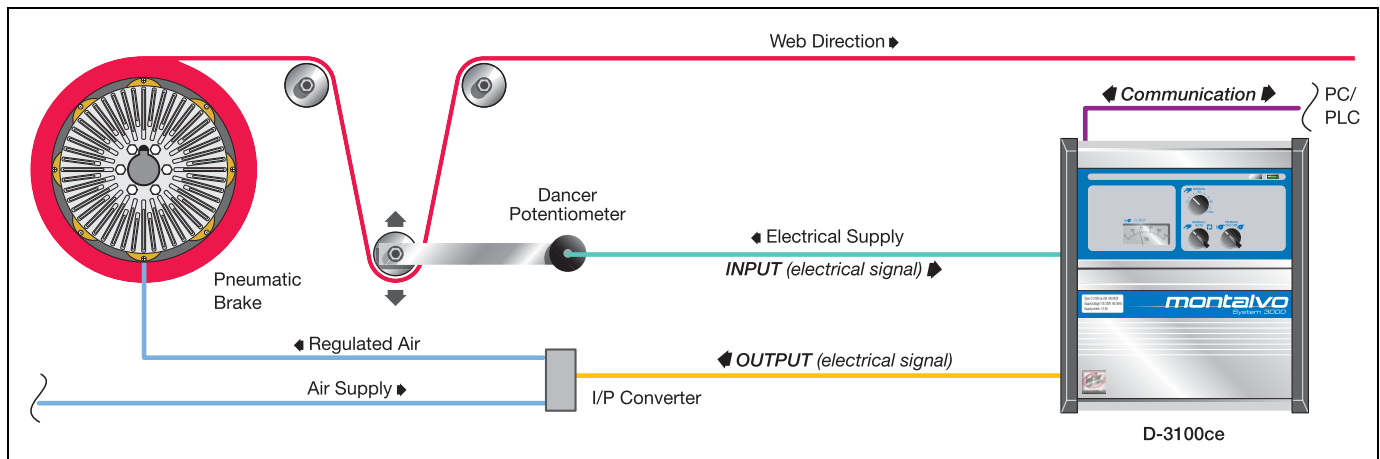 Web Direction
Communication
PC/
PLC
Dancer
Potentiometer
Electrical Supply
INPUT (electrical signal)
Pneumatic
Brake
Regulated Air
OUTPUT (electrical signal)
Air Supply
I/P Converter
montalvo
System 3000
D-3100ce